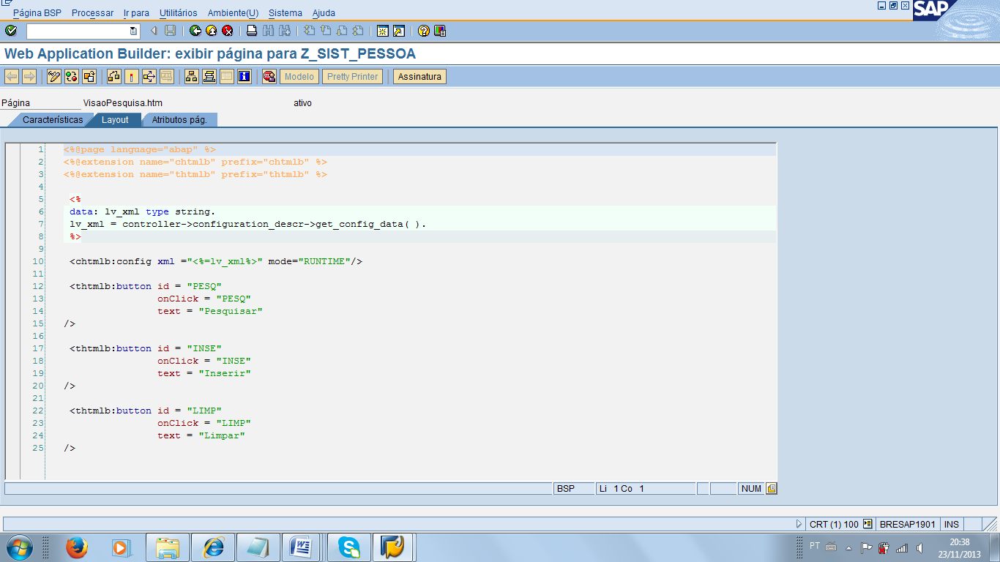 Página BSP Processar Ir para Utilitários Ambiente(U) Sistema Ajuda
SAP
Web Application Builder: exibir página para Z_SIST_PESSOA
Modelo Pretty Printer Assinatura
Página VisaoPesquisa.htm ativo
Características Layout Atributos pág.
1 <%@page language="abap" %>
2 <%@extension name="chtmlb" prefix="chtmlb" %>
3 <%@extension name="thtmlb" prefix="thtmlb" %>
4
5 <%
6 data: lv_xml type string.
7 lv_xml = controller->configuration_descr->get_config_data( ).
8 %>
9
10 <chtmlb:config xml ="<%=lv_xml%>" mode="RUNTIME"/>
11
12 <thtmlb:button id = "PESQ"
13 onClick = "PESQ"
14 text = "Pesquisar"
15 />
16
17 <thtmlb:button id = "INSE"
18 onClick = "INSE"
19 text = "Inserir"
20 />
21
22 <thtmlb:button id = "LIMP"
23 onClick = "LIMP"
24 text = "Limpar"
25 />
BSP Li 1 Co 1 NUM
CRT (1) 100 BRESAP1901 INS
PT 20:38
23/11/2013